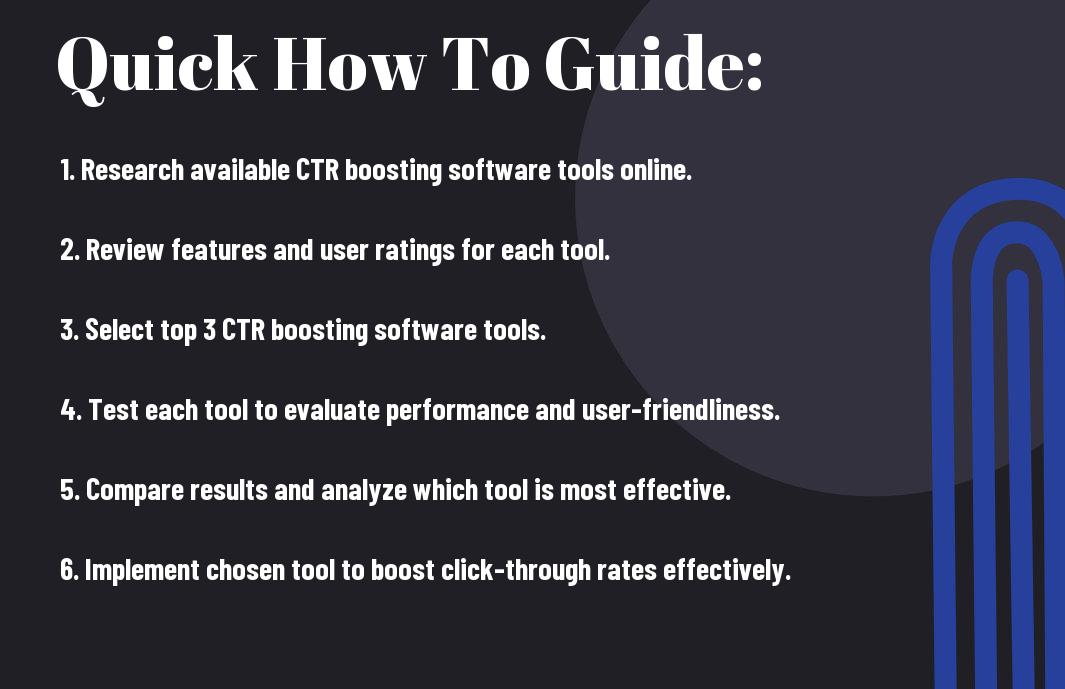 Quick How To Guide:
1. Research available CTR boosting software tools online.
2. Review features and user ratings for each tool.
3. Select top 3 CTR boosting software tools.
4. Test each tool to evaluate performance and user-friendliness.
5. Compare results and analyze which tool is most effective.
6. Implement chosen tool to boost click-through rates effectively.